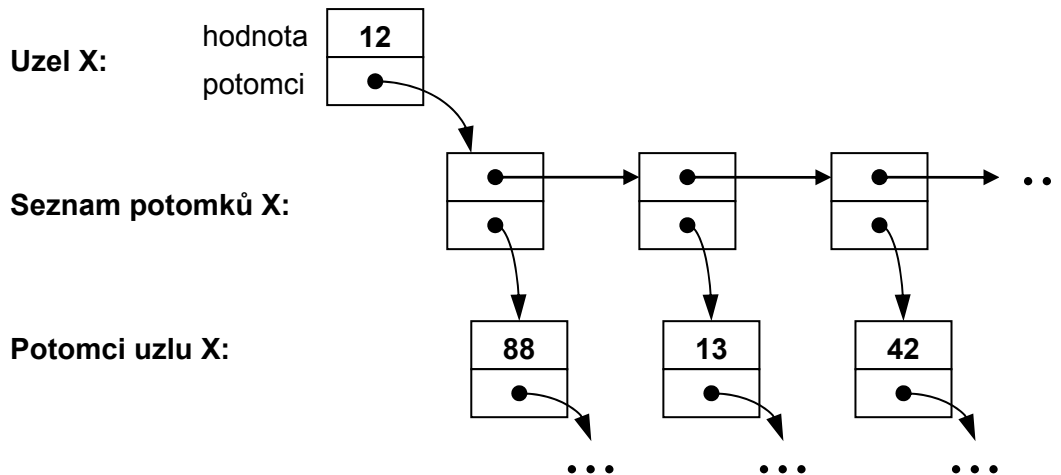 hodnota 12
Uzel X:
potomci
Seznam potomků X:
Potomci uzlu X:
88 13 42